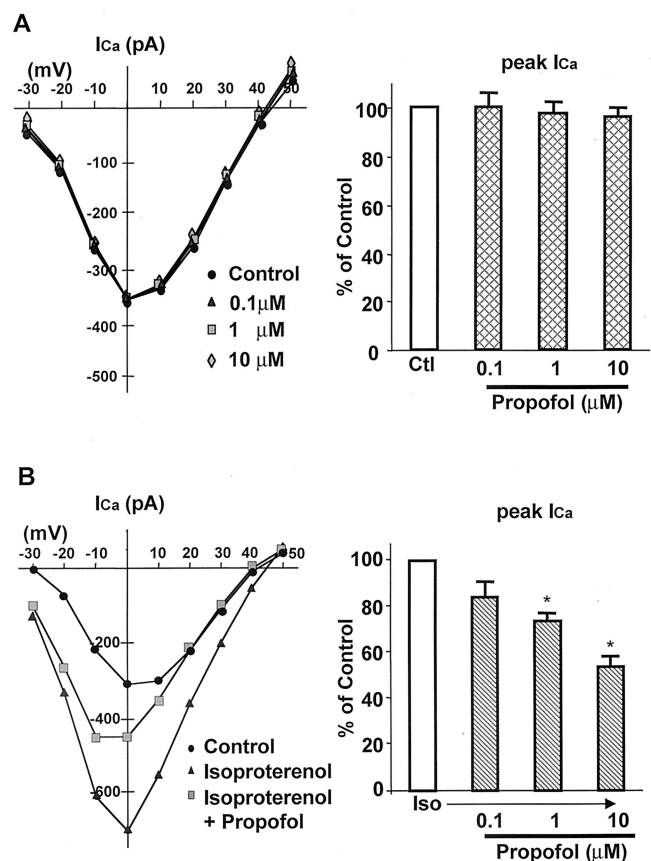 A
ICa (pA)
(mV)
-30 -20 -10 10 20 30 40 50
-100
-200
-300
-400
-500
Control
0.1μM
1 μM
10 μM
peak ICa
% of Control
100
80
60
40
20
0
Ctl
0.1 1 10
Propofol (μM)
B
ICa (pA)
(mV)
-30 -20 -10 10 20 30 40 50
-200
-400
-600
Control
Isoproterenol
Isoproterenol
+ Propofol
peak ICa
% of Control
100
80
60
40
20
0
* *
Iso
0.1 1 10
Propofol (μM)